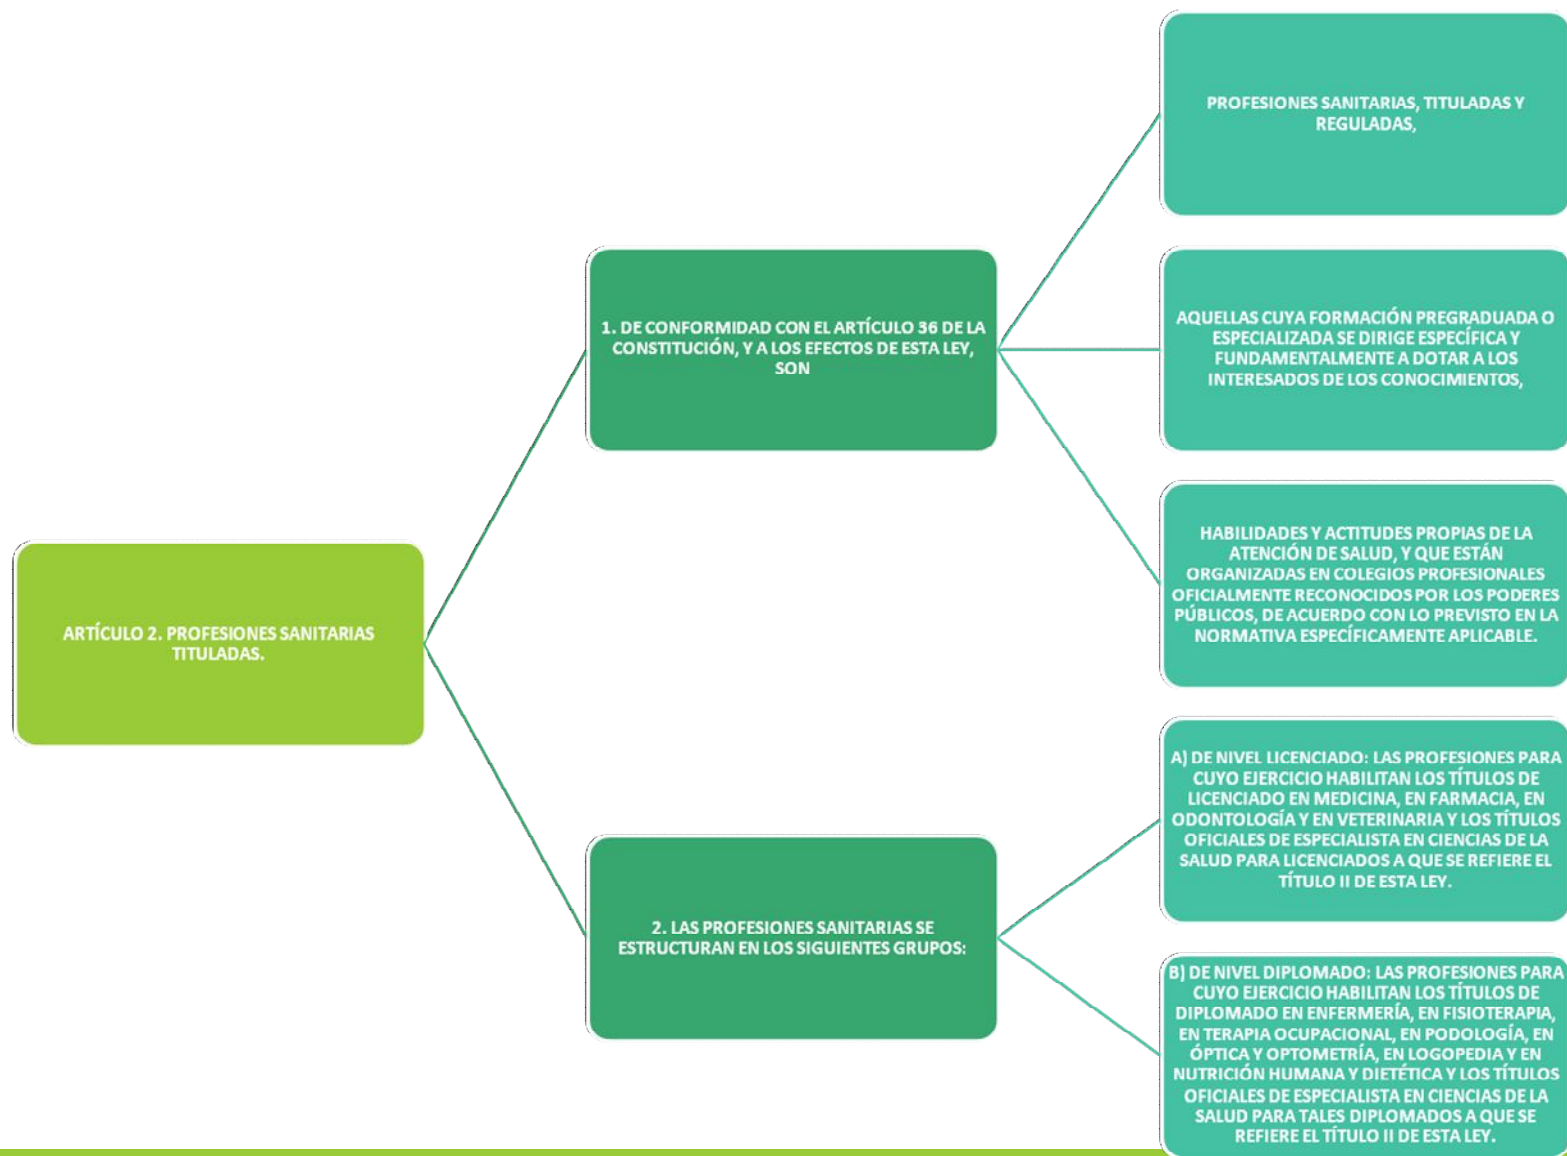 ARTÍCULO 2. PROFESIONES SANITARIAS
TITULADAS.
1. DE CONFORMIDAD CON EL ARTÍCULO 36 DE LA
CONSTITUCIÓN, Y A LOS EFECTOS DE ESTA LEY,
SON
PROFESIONES SANITARIAS, TITULADAS Y
REGULADAS,
AQUELLAS CUYA FORMACIÓN PREGRADUADA O
ESPECIALIZADA SE DIRIGE ESPECÍFICA Y
FUNDAMENTALMENTE A DOTAR A LOS
INTERESADOS DE LOS CONOCIMIENTOS,
HABILIDADES Y ACTITUDES PROPIAS DE LA
ATENCIÓN DE SALUD, Y QUE ESTÁN
ORGANIZADAS EN COLEGIOS PROFESIONALES
OFICIALMENTE RECONOCIDOS POR LOS PODERES
PÚBLICOS, DE ACUERDO CON LO PREVISTO EN LA
NORMATIVA ESPECÍFICAMENTE APLICABLE.
2. LAS PROFESIONES SANITARIAS SE
ESTRUCTURAN EN LOS SIGUIENTES GRUPOS:
A) DE NIVEL LICENCIADO: LAS PROFESIONES PARA
CUYO EJERCICIO HABILITAN LOS TÍTULOS DE
LICENCIADO EN MEDICINA, EN FARMACIA, EN
ODONTOLOGÍA Y EN VETERINARIA Y LOS TÍTULOS
OFICIALES DE ESPECIALISTA EN CIENCIAS DE LA
SALUD PARA LICENCIADOS A QUE SE REFIERE EL
TÍTULO II DE ESTA LEY.
B) DE NIVEL DIPLOMADO: LAS PROFESIONES PARA
CUYO EJERCICIO HABILITAN LOS TÍTULOS DE
DIPLOMADO EN ENFERMERÍA, EN FISIOTERAPIA,
EN TERAPIA OCUPACIONAL, EN PODOLOGÍA, EN
ÓPTICA Y OPTOMETRÍA, EN LOGOPEDIA Y EN
NUTRICIÓN HUMANA Y DIETÉTICA Y LOS TÍTULOS
OFICIALES DE ESPECIALISTA EN CIENCIAS DE LA
SALUD PARA TALES DIPLOMADOS A QUE SE
REFIERE EL TÍTULO II DE ESTA LEY.